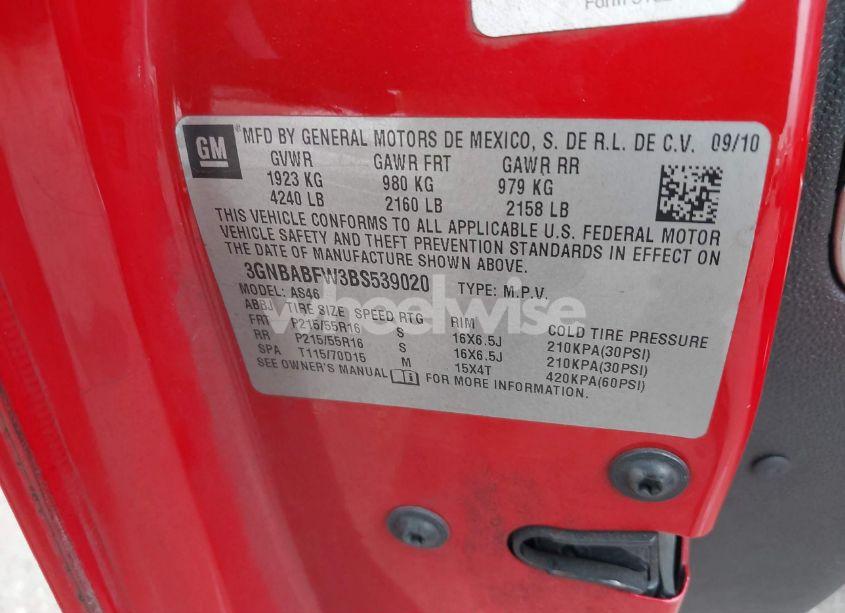 GM
® MFD BY GENERAL MOTORS DE MEXICO, S. DE R.L. DE C.V. 09/10
GVWR GAWR FRT GAWR RR
1923 KG 980 KG 979 KG
4240 LB 2160 LB 2158 LB
THIS VEHICLE CONFORMS TO ALL APPLICABLE U.S. FEDERAL MOTOR
VEHICLE SAFETY AND THEFT PREVENTION STANDARDS IN EFFECT ON
THE DATE OF MANUFACTURE SHOWN ABOVE.
3GNBABFW3BS539020 TYPE: M.P.V.
MODEL: AS46
ABBJ TIRE SIZE SPEED RTG RIM COLD TIRE PRESSURE
FRT P215/55R16 S 16X6.5J 210KPA(30PSI)
RR P215/55R16 S 16X6.5J 210KPA(30PSI)
SPA T115/70D15 M 15X4T 420KPA(60PSI)
SEE OWNER'S MANUAL FOR MORE INFORMATION.
wheelwise